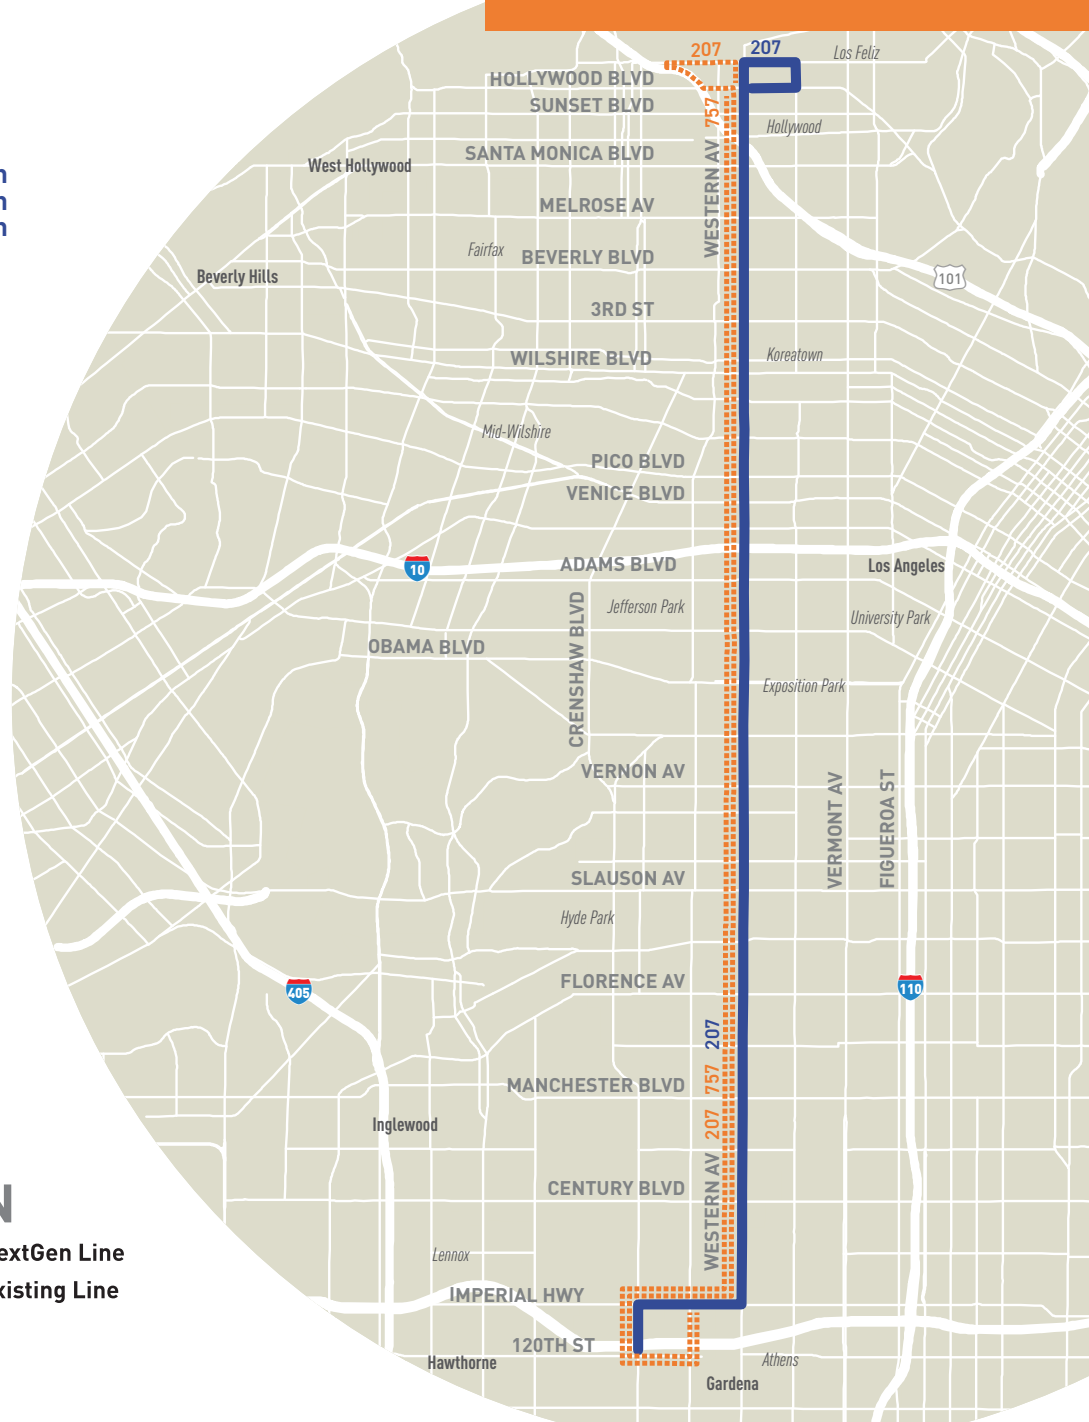 207
207
Los Feliz
HOLLYWOOD BLVD
SUNSET BLVD
757
Hollywood
SANTA MONICA BLVD
West Hollywood
WESTERN AV
MELROSE AV
Fairfax
BEVERLY BLVD
Beverly Hills
101
3RD ST
WILSHIRE BLVD
Koreatown
Mid-Wilshire
PICO BLVD
VENICE BLVD
ADAMS BLVD
10
Los Angeles
Jefferson Park
University Park
CRENSHAW BLVD
OBAMA BLVD
Exposition Park
VERNON AV
VERMONT AV
FIGUEROA ST
SLAUSON AV
Hyde Park
FLORENCE AV
405
110
207
757
207
MANCHESTER BLVD
Inglewood
WESTERN AV
CENTURY BLVD
N
extGen Line
Lennox
xisting Line
IMPERIAL HWY
120TH ST
Hawthorne
Athens
Gardena